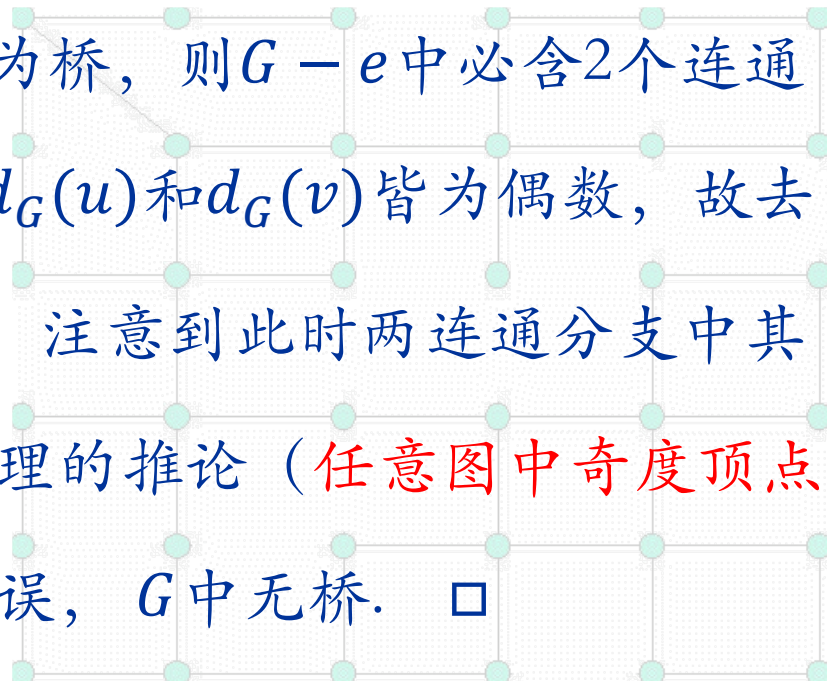 为桥，则G − e中必含2个连通
d_G(u)和d_G(v)皆为偶数，故去
注意到此时两连通分支中其
理的推论（任意图中奇度顶点
误， G中无桥. □